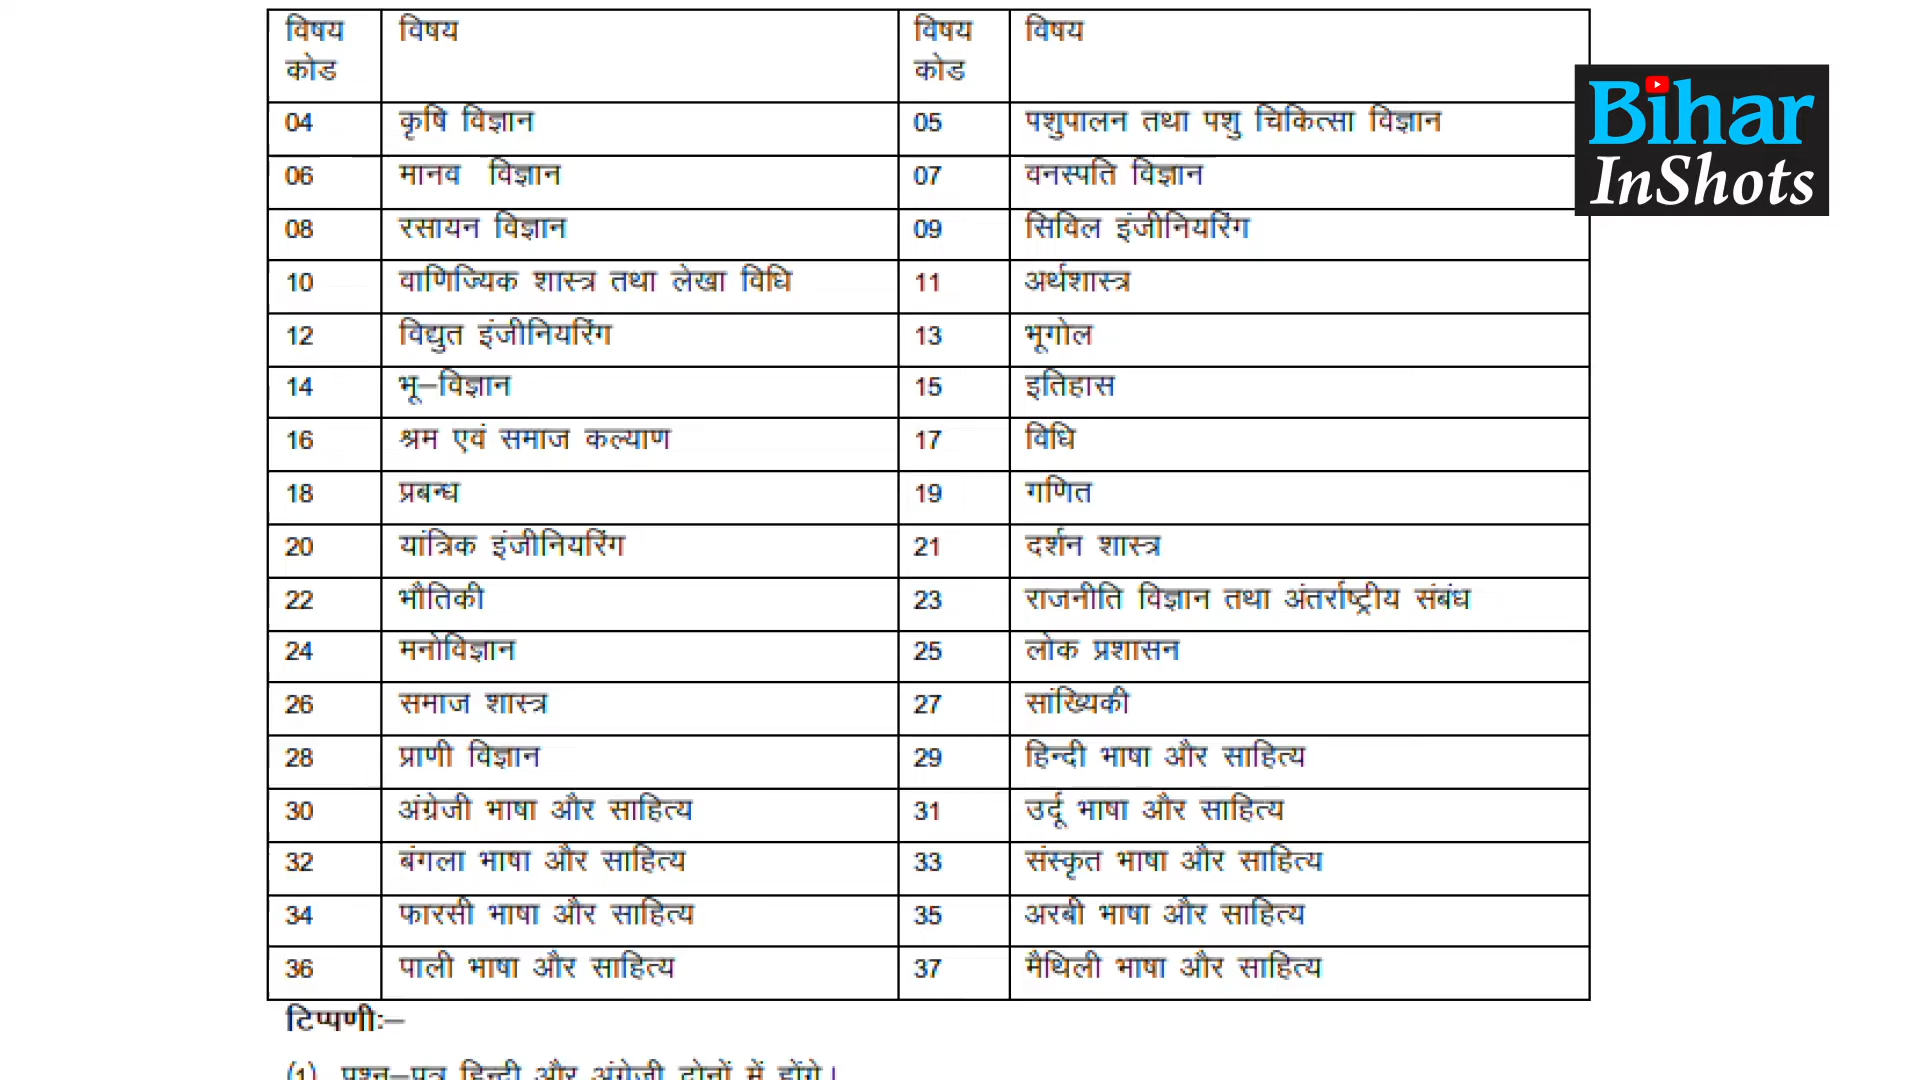 विषय कोड विषय विषय कोड विषय
04 कृषि विज्ञान 05 पशुपालन तथा पशु चिकित्सा विज्ञान
06 मानव विज्ञान 07 वनस्पति विज्ञान
08 रसायन विज्ञान 09 सिविल इंजीनियरिंग
10 वाणिज्यिक शास्त्र तथा लेखा विधि 11 अर्थशास्त्र
12 विद्युत इंजीनियरिंग 13 भूगोल
14 भू–विज्ञान 15 इतिहास
16 श्रम एवं समाज कल्याण 17 विधि
18 प्रबन्ध 19 गणित
20 यांत्रिक इंजीनियरिंग 21 दर्शन शास्त्र
22 भौतिकी 23 राजनीति विज्ञान तथा अंतर्राष्ट्रीय संबंध
24 मनोविज्ञान 25 लोक प्रशासन
26 समाज शास्त्र 27 सांख्यिकी
28 प्राणी विज्ञान 29 हिन्दी भाषा और साहित्य
30 अंग्रेजी भाषा और साहित्य 31 उर्दू भाषा और साहित्य
32 बंगला भाषा और साहित्य 33 संस्कृत भाषा और साहित्य
34 फारसी भाषा और साहित्य 35 अरबी भाषा और साहित्य
36 पाली भाषा और साहित्य 37 मैथिली भाषा और साहित्य
टिप्पणीः–
(1) प्रश्न–पत्र हिन्दी और अंग्रेजी दोनों में होंगे।
Bihar
InShots